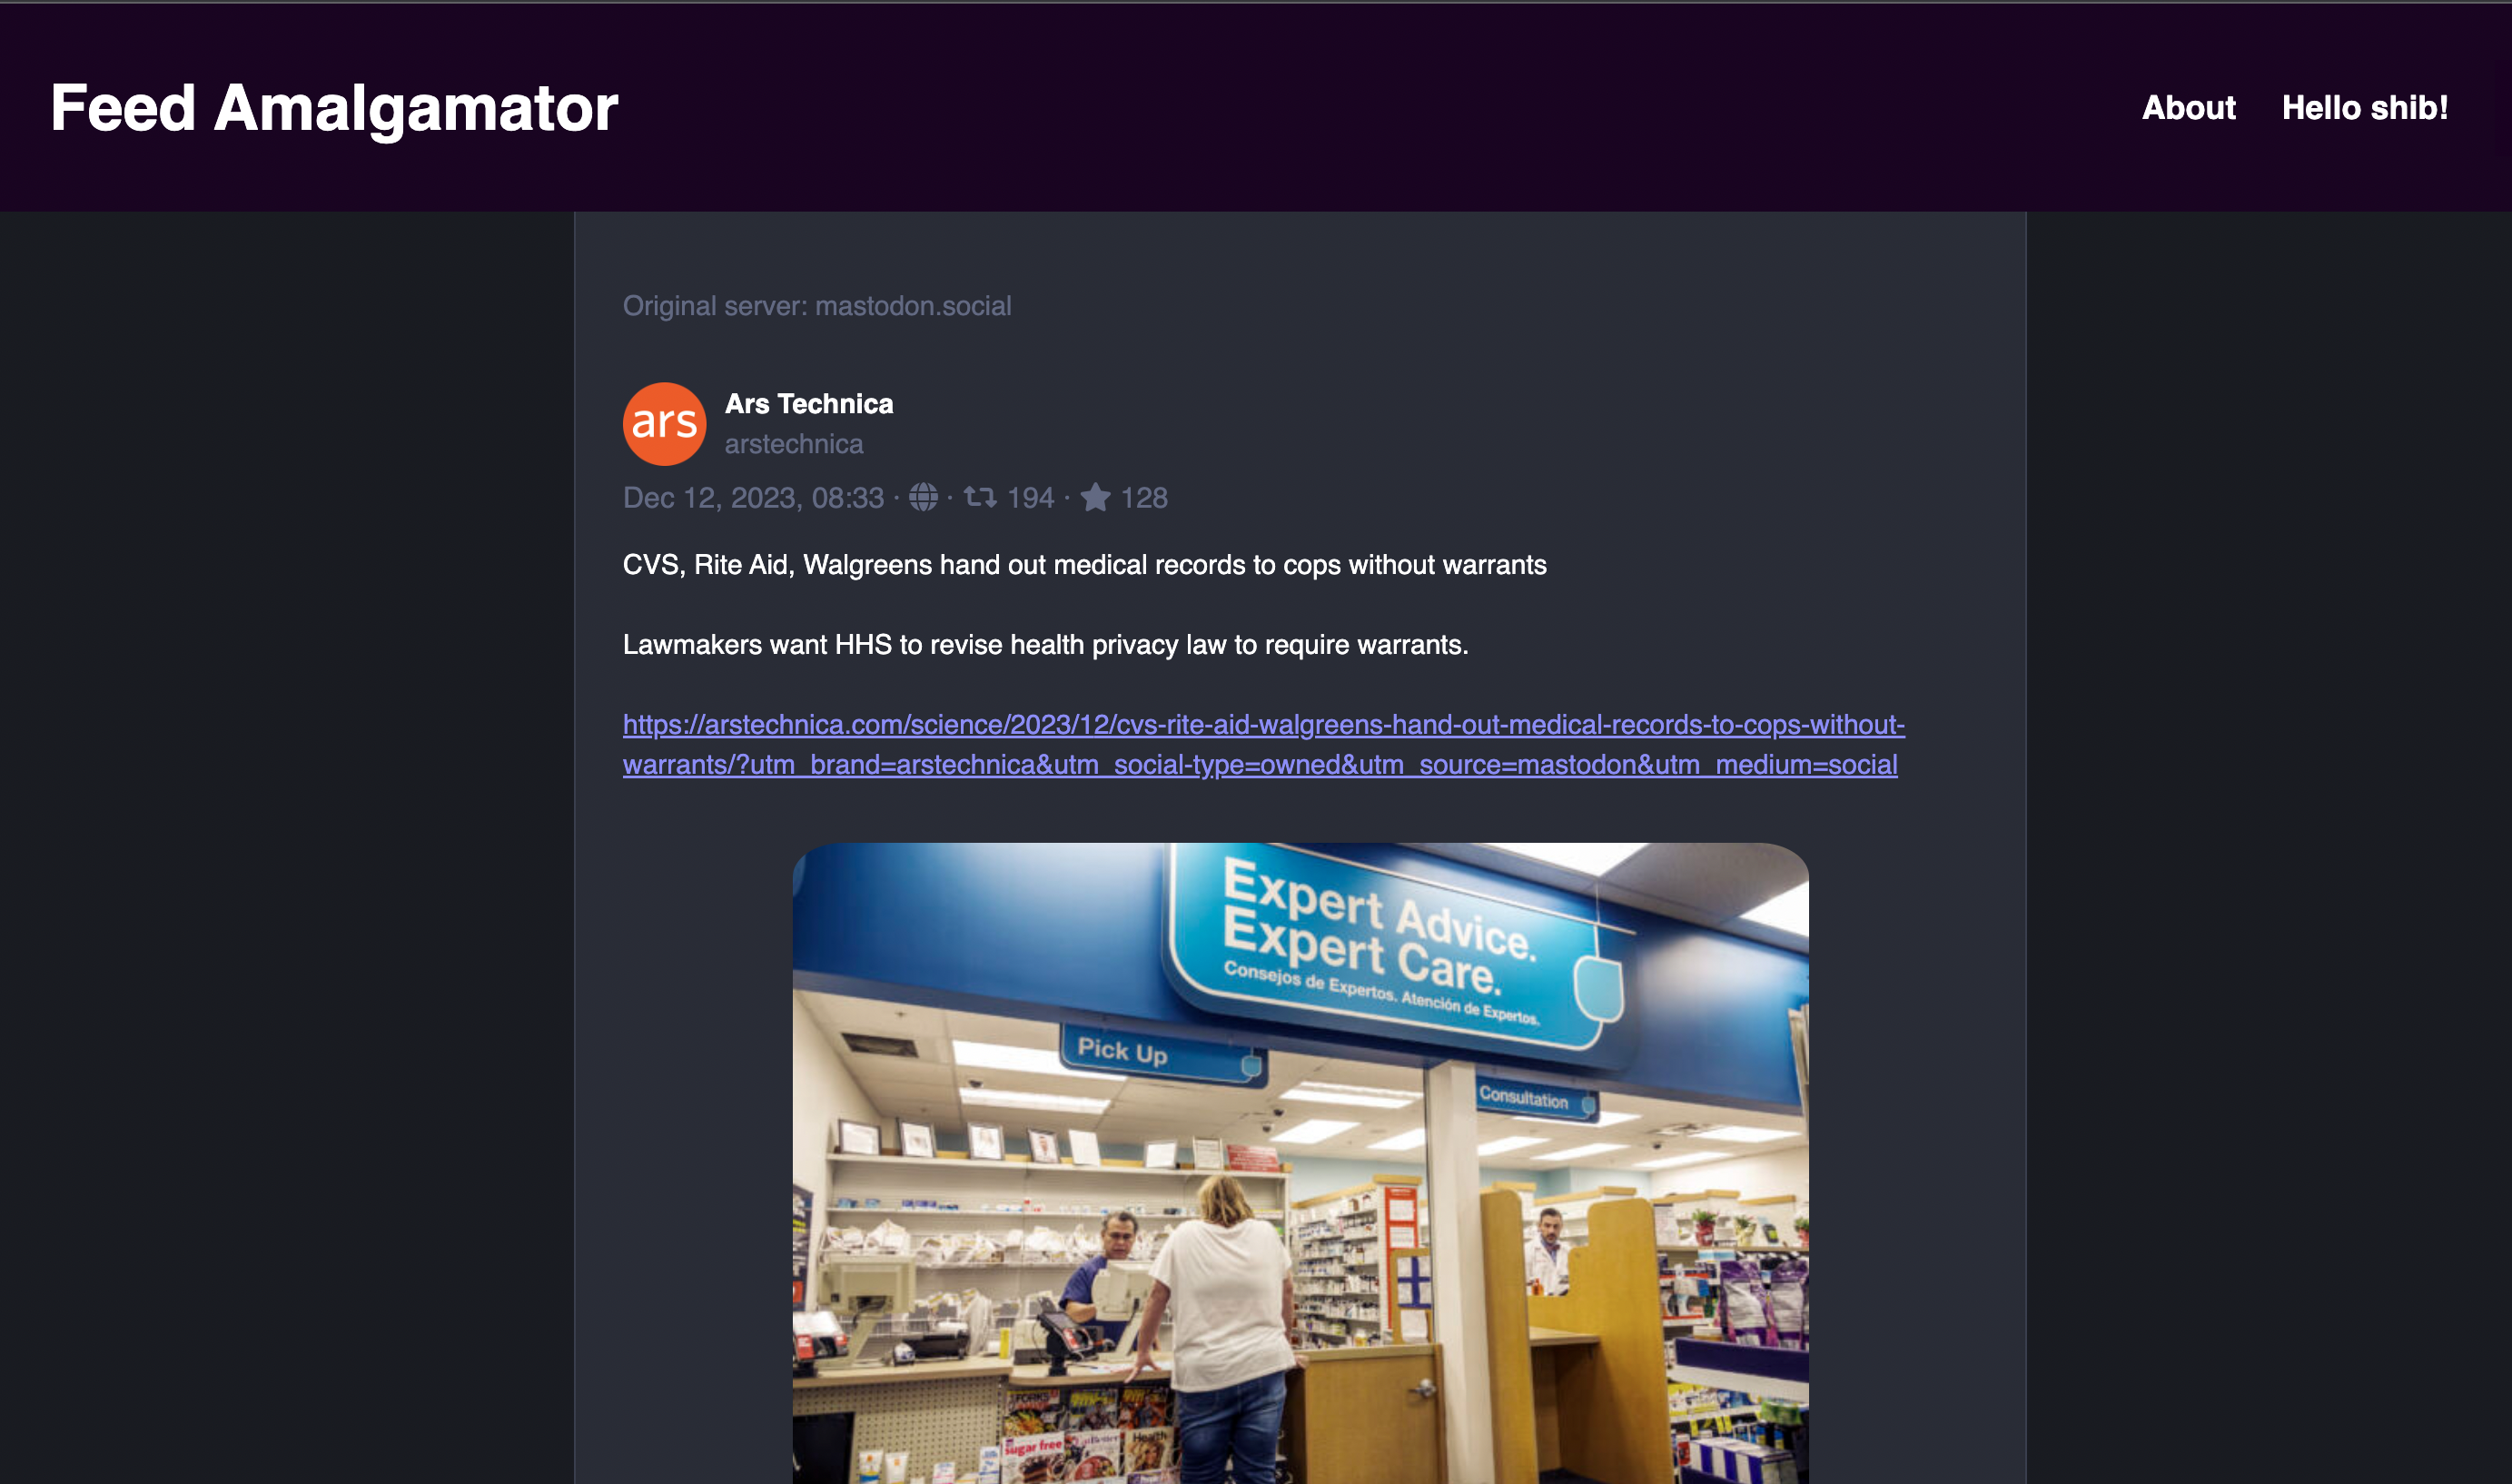 Feed Amalgamator
About
Hello shib!
Original server: mastodon.social
ars
Ars Technica
arstechnica
Dec 12, 2023, 08:33 · 194 · 128
CVS, Rite Aid, Walgreens hand out medical records to cops without warrants
Lawmakers want HHS to revise health privacy law to require warrants.
https://arstechnica.com/science/2023/12/cvs-rite-aid-walgreens-hand-out-medical-records-to-cops-without-
warrants/?utm_brand=arstechnica&utm_social-type=owned&utm_source=mastodon&utm_medium=social
Expert Advice.
Expert Care.
Consejos de Expertos. Atención de Expertos.
Pick Up
Consultation
Sugar free
Health